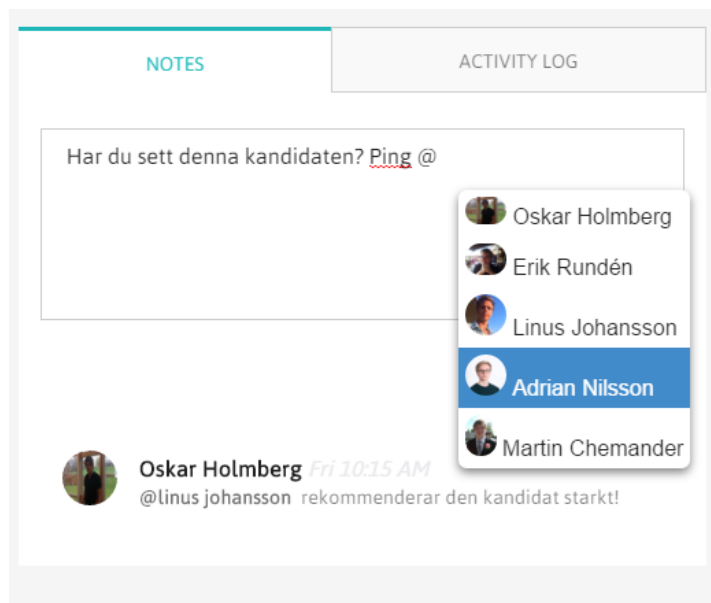 NOTES
ACTIVITY LOG
Har du sett denna kandidaten? Ping @
Oskar Holmberg
Erik Rundén
Linus Johansson
Adrian Nilsson
Martin Chemander
Oskar Holmberg Fri 10:15 AM
@linus johansson rekommenderar den kandidat starkt!